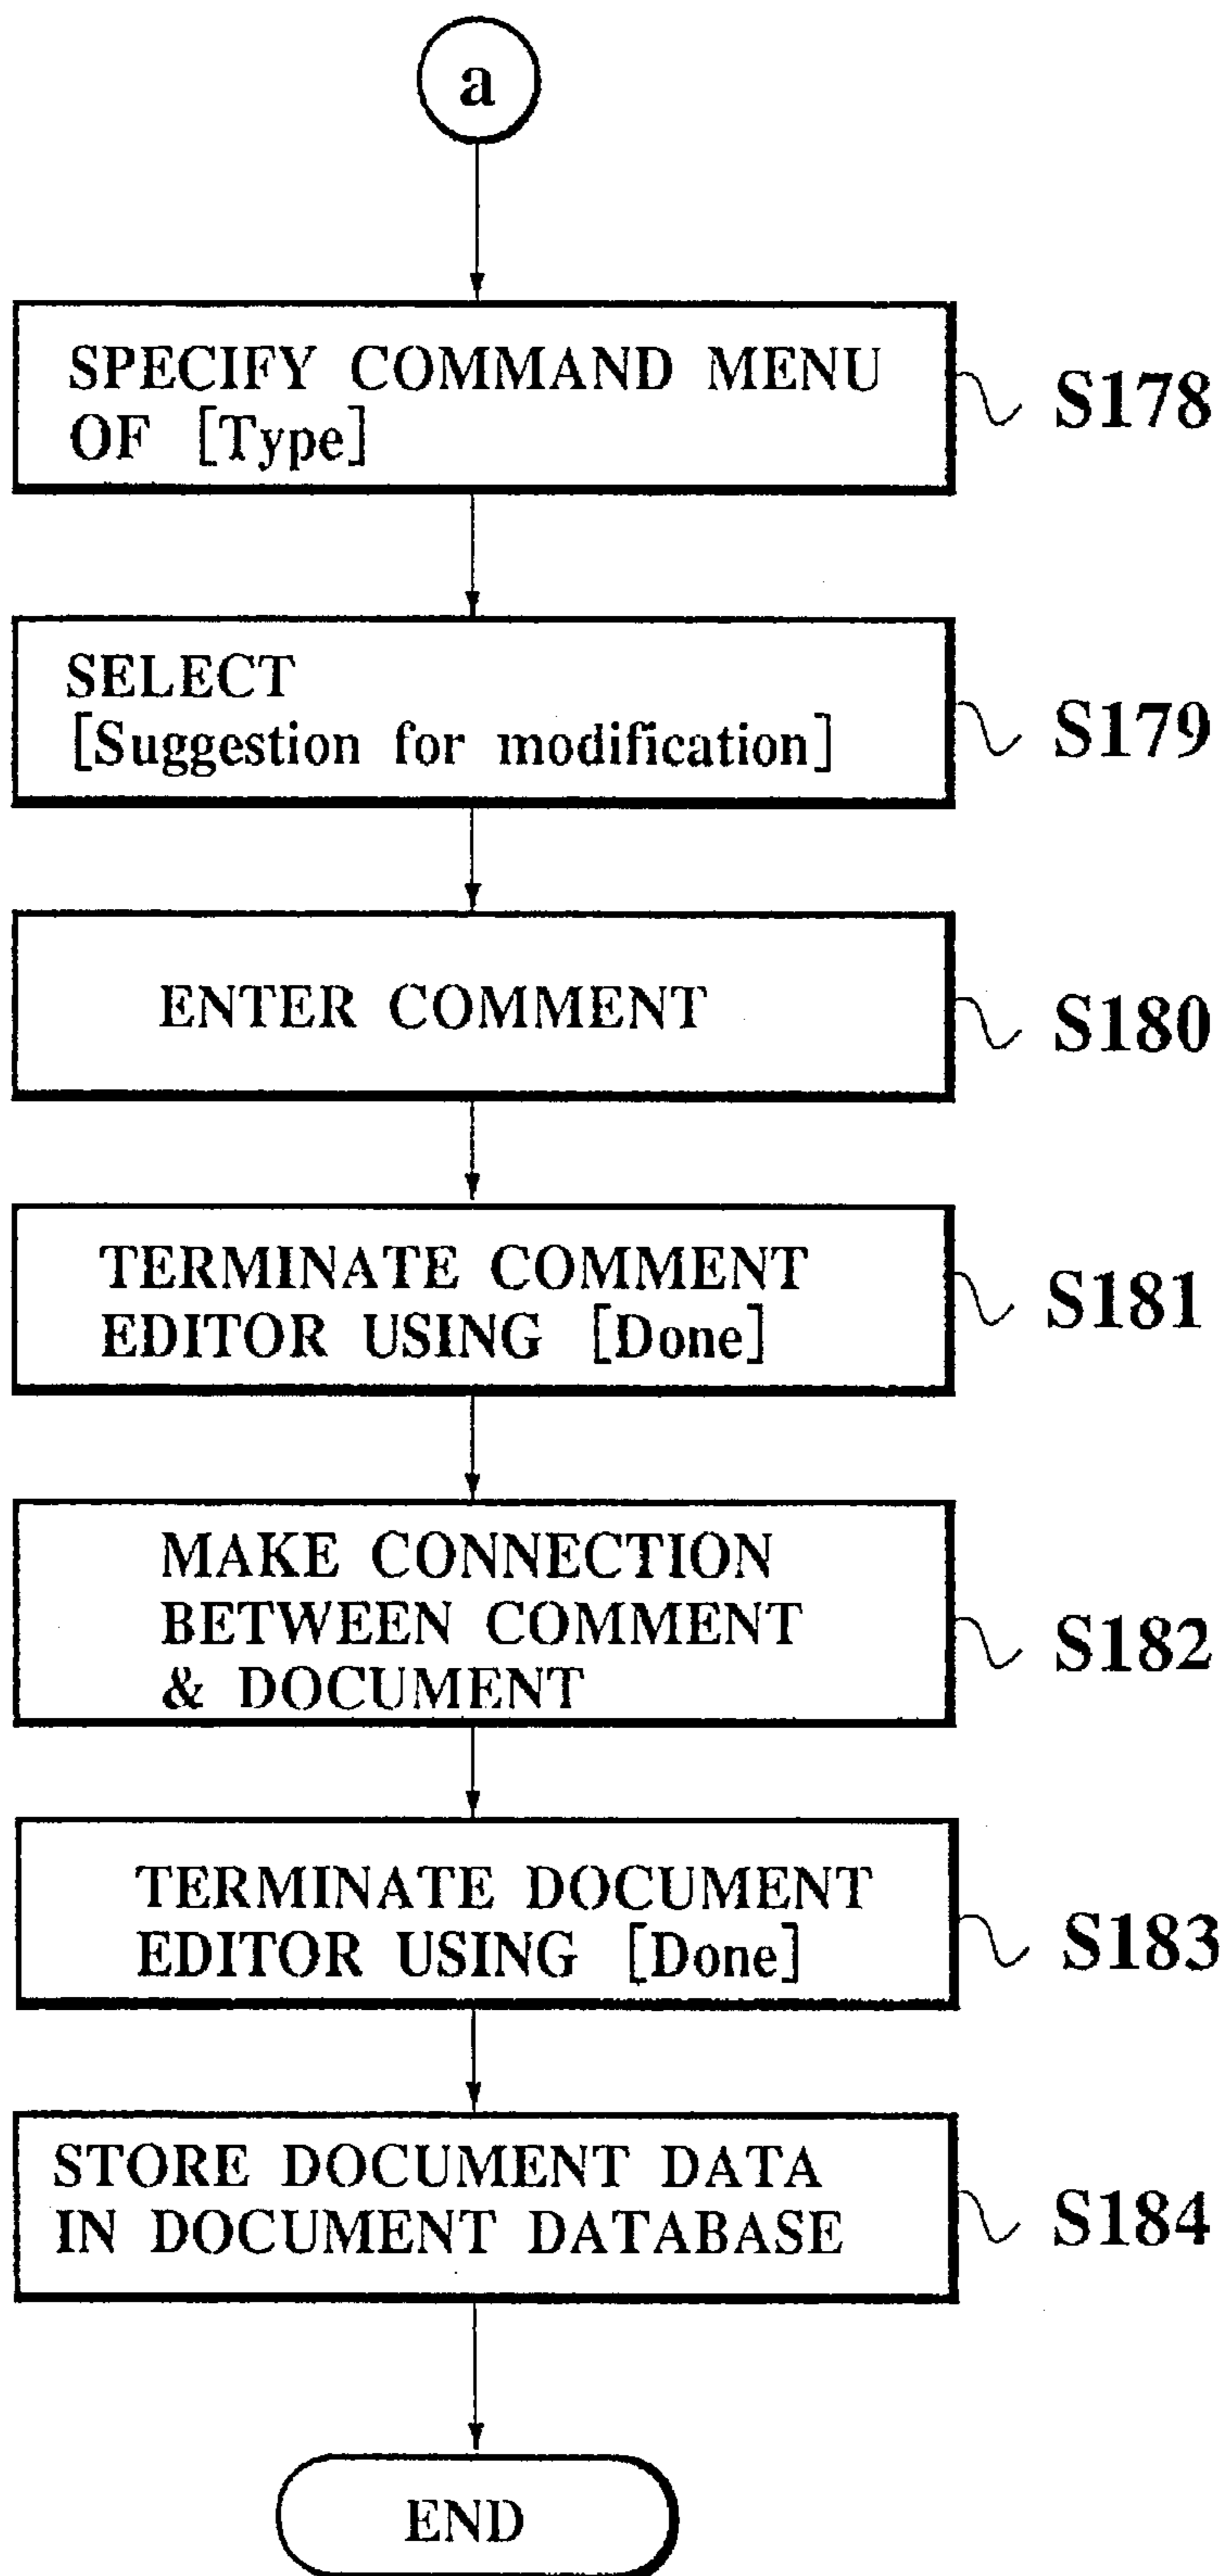 a
SPECIFY COMMAND MENU
OF [Type]
S178
SELECT
[Suggestion for modification]
S179
ENTER COMMENT
S180
TERMINATE COMMENT
EDITOR USING [Done]
S181
MAKE CONNECTION
BETWEEN COMMENT
& DOCUMENT
S182
TERMINATE DOCUMENT
EDITOR USING [Done]
S183
STORE DOCUMENT DATA
IN DOCUMENT DATABASE
S184
END